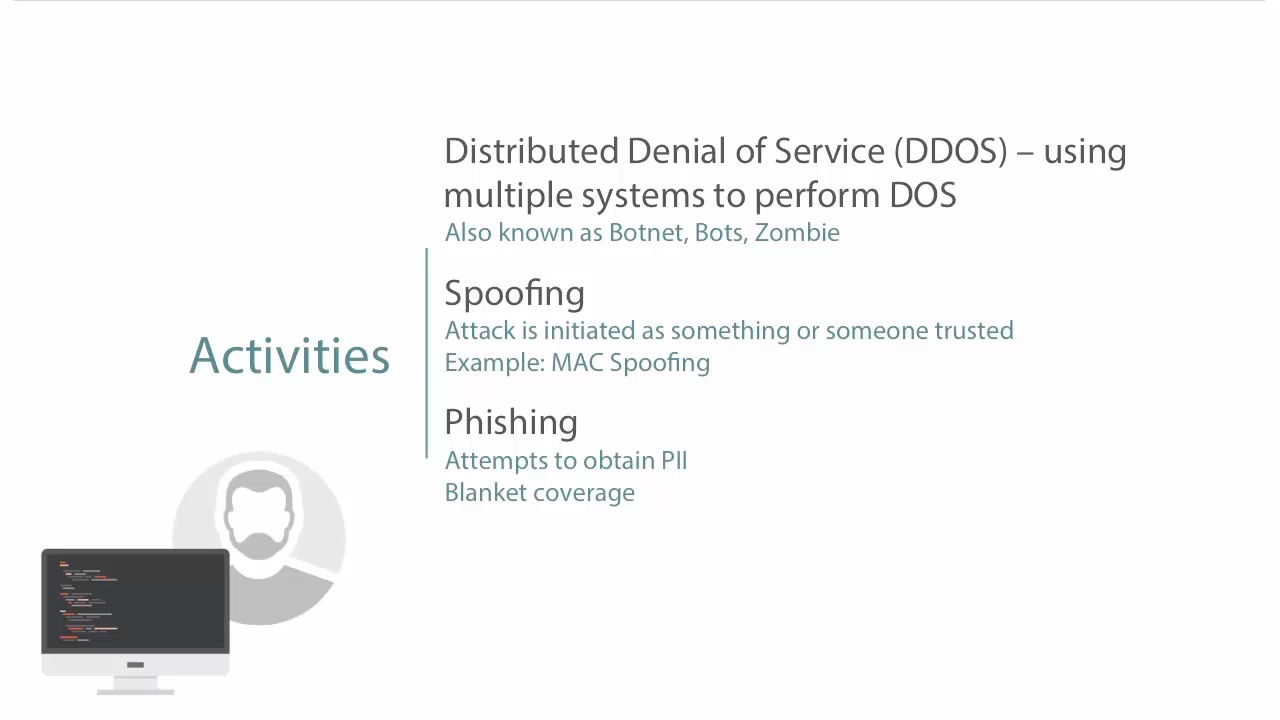 Distributed Denial of Service (DDOS) – using
multiple systems to perform DOS
Also known as Botnet, Bots, Zombie
Spoofing
Attack is initiated as something or someone trusted
Example: MAC Spoofing
Activities
Phishing
Attempts to obtain PII
Blanket coverage